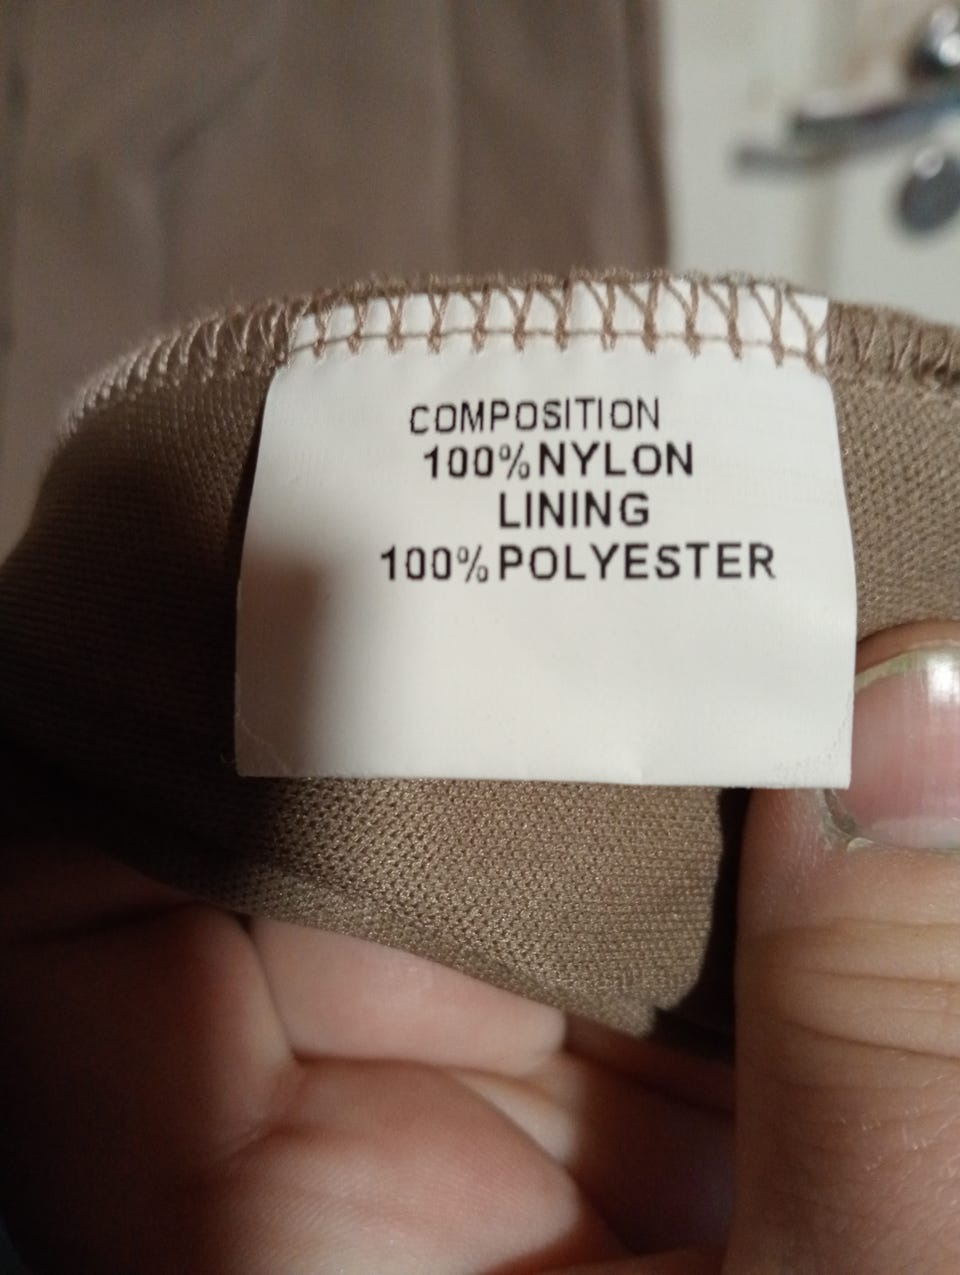 COMPOSITION
100%NYLON
LINING
100%POLYESTER